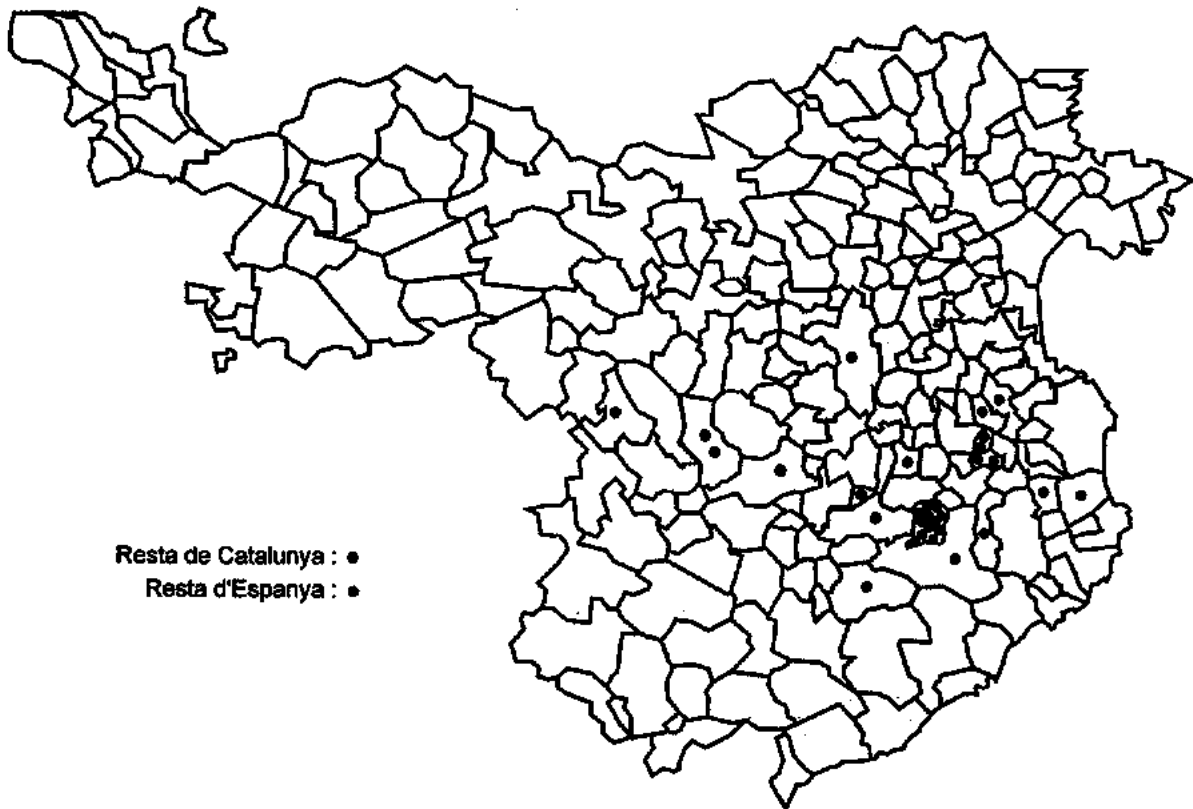 Resta de Catalunya : •
Resta d'Espanya : •